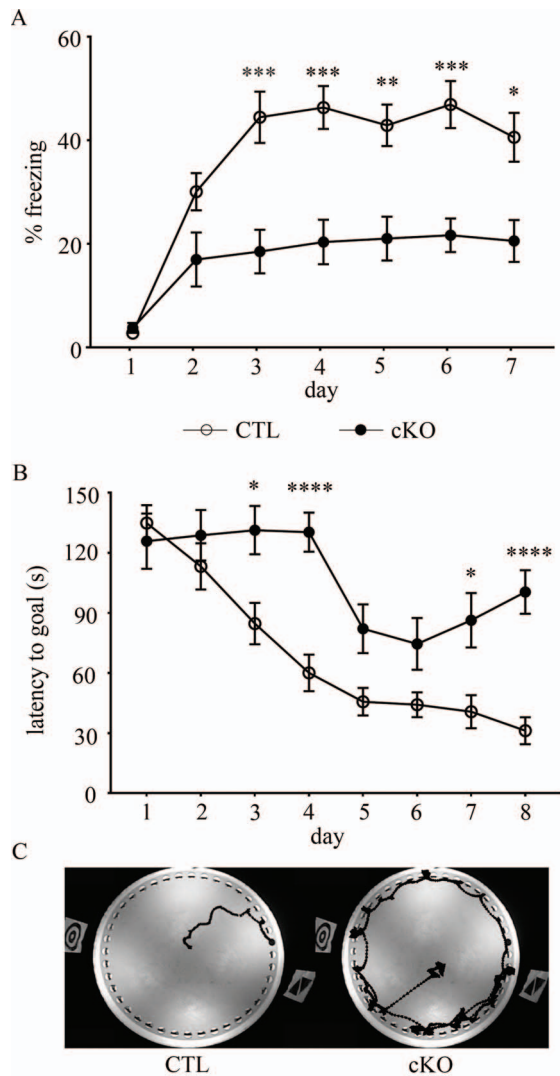 A
60
40
20
0
% freezing
*** *** ** *** *
1 2 3 4 5 6 7
day
CTL cKO
B
150
120
90
60
30
0
latency to goal (s)
* **** * ****
1 2 3 4 5 6 7 8
day
C
CTL cKO